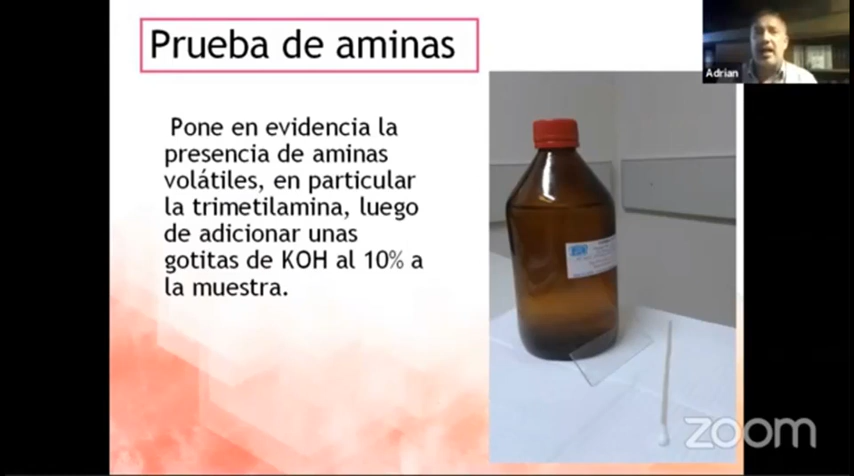 Prueba de aminas
Adrian
Pone en evidencia la
presencia de aminas
volátiles, en particular
la trimetilamina, luego
de adicionar unas
gotitas de KOH al 10% a
la muestra.
zoom